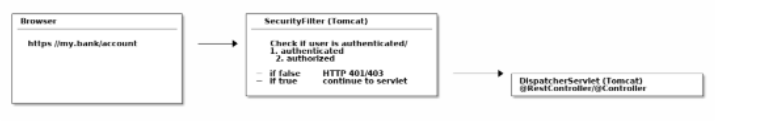 Browser
https //my.bank/account
SecurityFilter (Tomcat)
Check if user is authenticated/
1. authenticated
2. authorized
— if false HTTP 401/403
— if true continue to servlet
DispatcherServlet (Tomcat)
@RestController/@Controller